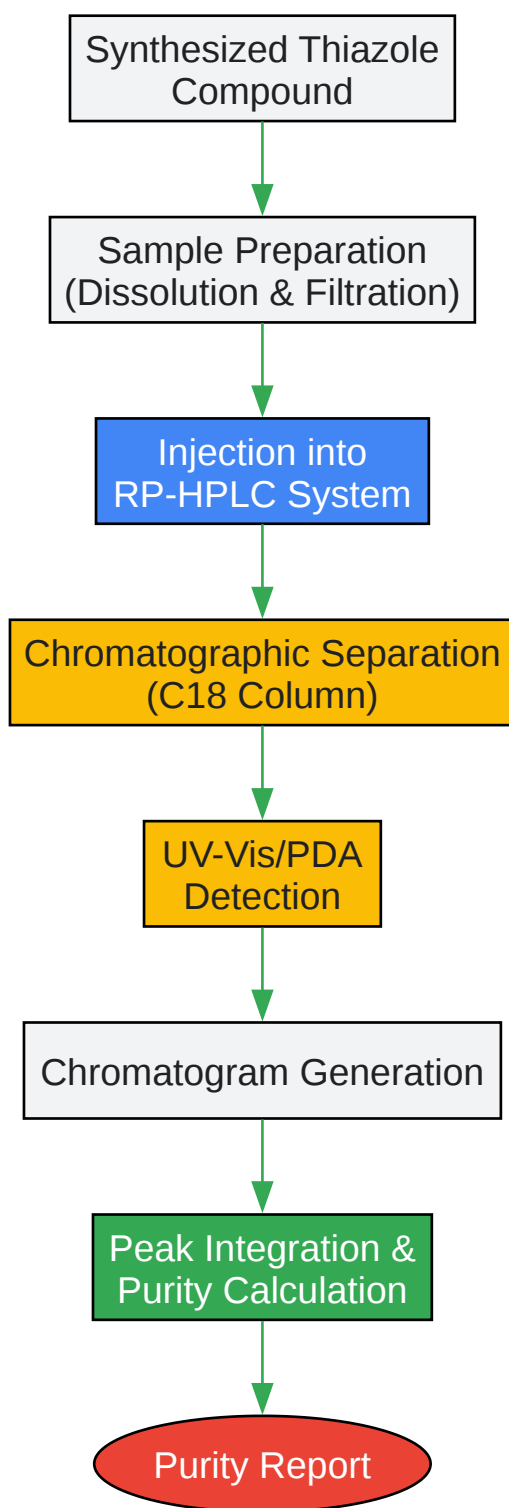 Synthesized Thiazole
Compound
Sample Preparation
(Dissolution & Filtration)
Injection into
RP-HPLC System
Chromatographic Separation
(C18 Column)
UV-Vis/PDA
Detection
Chromatogram Generation
Peak Integration &
Purity Calculation
Purity Report